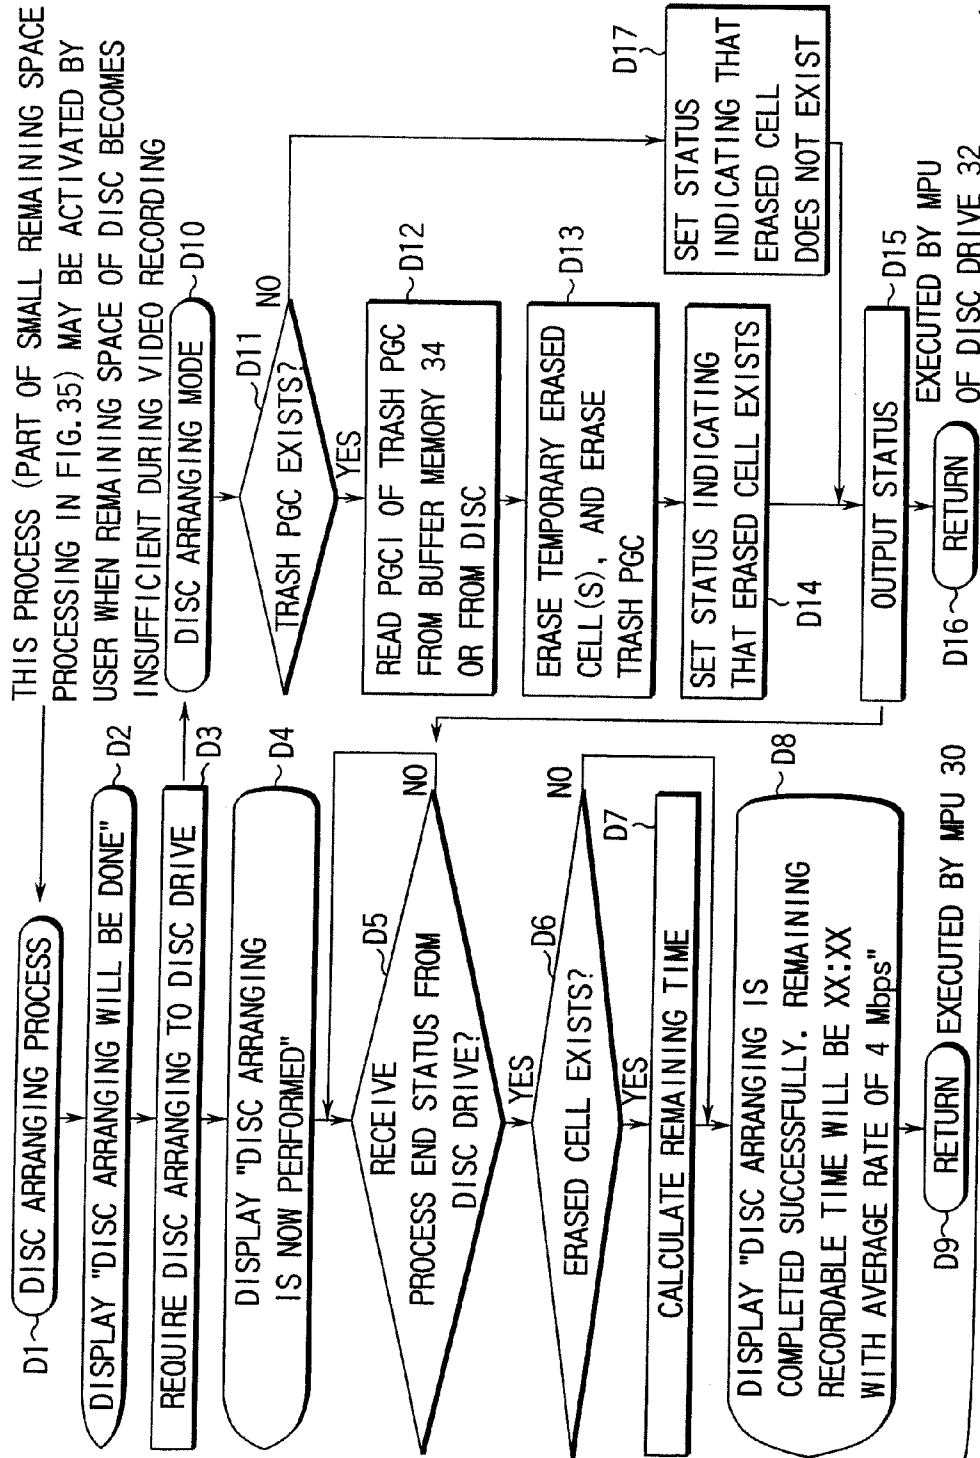 THIS PROCESS (PART OF SMALL REMAINING SPACE
PROCESSING IN FIG.35) MAY BE ACTIVATED BY
USER WHEN REMAINING SPACE OF DISC BECOMES
INSUFFICIENT DURING VIDEO RECORDING
D1
DISC ARRANGING PROCESS
D2
DISPLAY "DISC ARRANGING WILL BE DONE"
D3
REQUIRE DISC ARRANGING TO DISC DRIVE
D4
DISPLAY "DISC ARRANGING
IS NOW PERFORMED"
D5
RECEIVE
PROCESS END STATUS FROM
DISC DRIVE?
NO
YES
D6
ERASED CELL EXISTS?
NO
YES
D7
CALCULATE REMAINING TIME
D8
DISPLAY "DISC ARRANGING IS
COMPLETED SUCCESSFULLY. REMAINING
RECORDABLE TIME WILL BE XX:XX
WITH AVERAGE RATE OF 4 Mbps"
D9
RETURN
EXECUTED BY MPU 30
D10
DISC ARRANGING MODE
D11
TRASH PGC EXISTS?
NO
YES
D12
READ PGCI OF TRASH PGC
FROM BUFFER MEMORY 34
OR FROM DISC
D13
ERASE TEMPORARY ERASED
CELL(S), AND ERASE
TRASH PGC
D14
SET STATUS INDICATING
THAT ERASED CELL EXISTS
D17
SET STATUS
INDICATING THAT
ERASED CELL
DOES NOT EXIST
D15
OUTPUT STATUS
D16
RETURN
EXECUTED BY MPU
OF DISC DRIVE 32